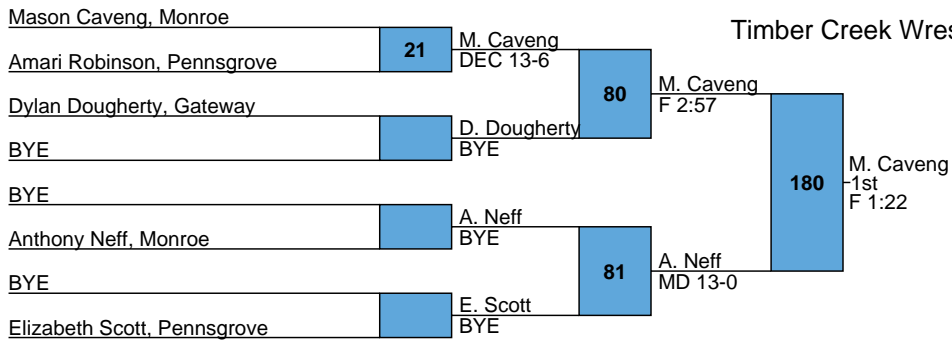 Mason Caveng, Monroe
Timber Creek Wres
21
M. Caveng
DEC 13-6
Amari Robinson, Pennsgrove
80
M. Caveng
F 2:57
Dylan Dougherty, Gateway
D. Dougherty
BYE
BYE
180
M. Caveng
1st
F 1:22
BYE
A. Neff
BYE
Anthony Neff, Monroe
81
A. Neff
MD 13-0
BYE
E. Scott
BYE
Elizabeth Scott, Pennsgrove